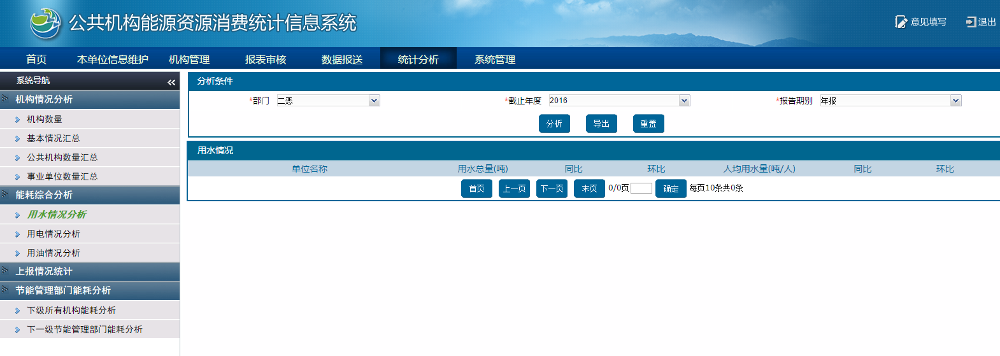 公共机构能源资源消费统计信息系统
意见填写 退出
首页 本单位信息维护 机构管理 报表审核 数据报送 统计分析 系统管理
系统导航
机构情况分析
机构数量
基本情况汇总
公共机构数量汇总
事业单位数量汇总
能耗综合分析
用水情况分析
用电情况分析
用油情况分析
上报情况统计
节能管理部门能耗分析
下级所有机构能耗分析
下一级节能管理部门能耗分析
分析条件
*部门 二恶 *截止年度 2016 *报告期别 年报
分析 导出 重置
用水情况
单位名称 用水总量(吨) 同比 环比 人均用水量(吨/人) 同比 环比
首页 上一页 下一页 末页 0/0页 确定 每页10条共0条